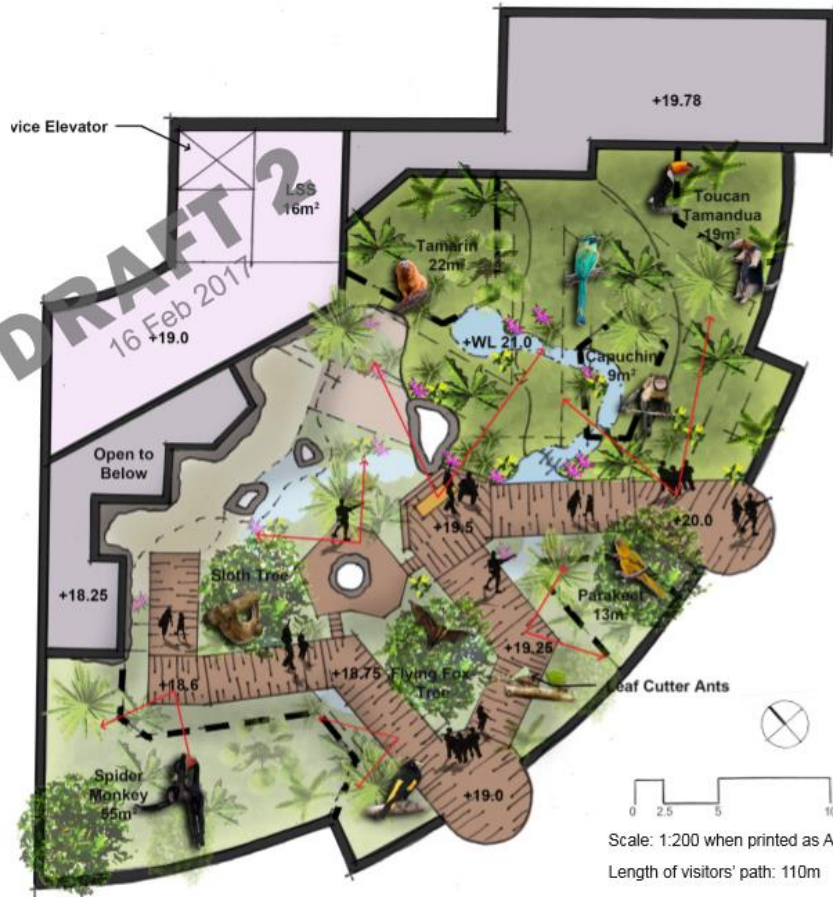 +19.78
vice Elevator
LSS
16m²
DRAFT 2
16 Feb 2017
+19.0
Toucan
Tamandua
19m²
Tamarin
22m²
+WL 21.0
Capuchin
9m²
Open to
Below
+19.5
+20.0
+18.25
Sloth Tree
Parakeet
13m
+19.25
+18.75
Flying Fox
Tree
+18.6
Leaf Cutter Ants
Spider
Monkey
55m²
+19.0
0 2.5 5 10
Scale: 1:200 when printed as A
Length of visitors' path: 110m